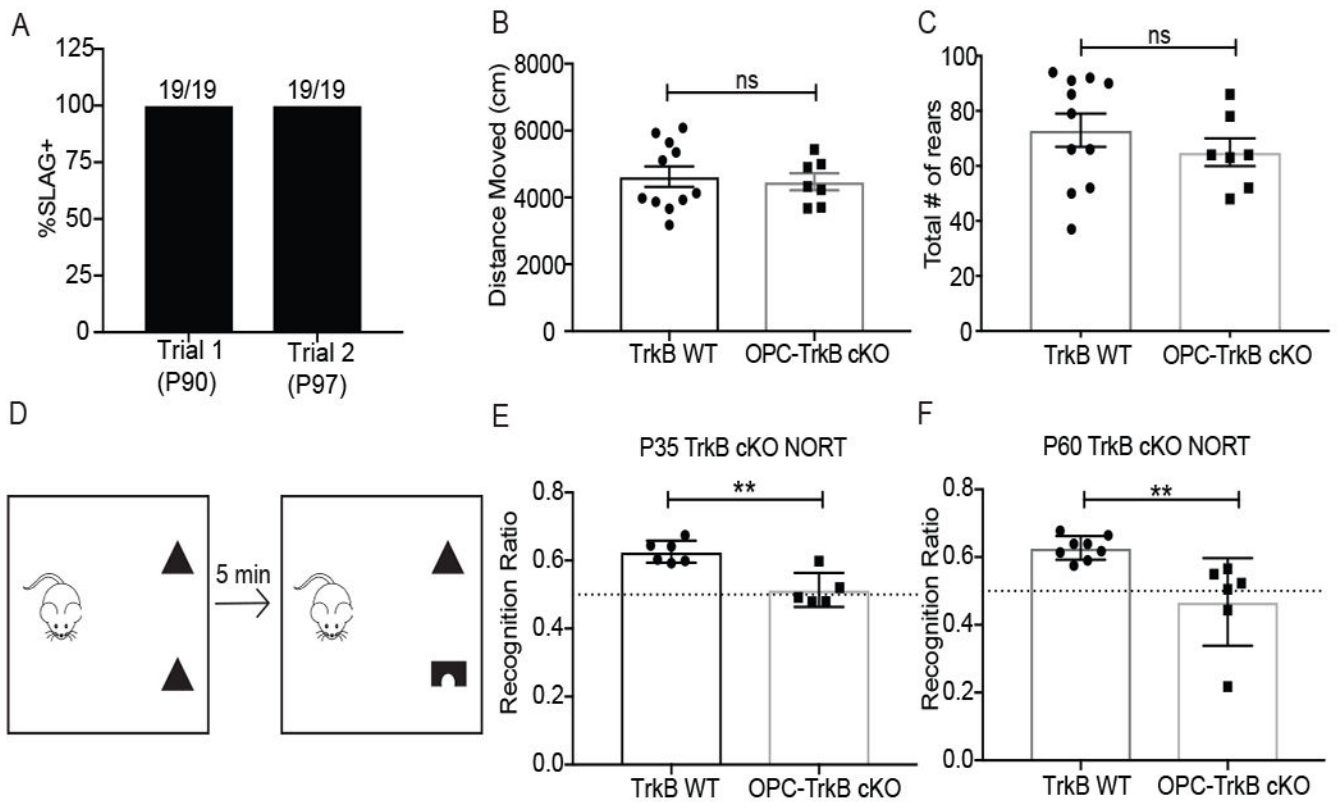 A
%SLAG+
125
100
75
50
25
0
19/19
19/19
Trial 1
(P90)
Trial 2
(P97)
B
Distance Moved (cm)
8000
6000
4000
2000
0
ns
TrkB WT
OPC-TrkB cKO
C
Total # of rears
100
80
60
40
20
0
ns
TrkB WT
OPC-TrkB cKO
D
5 min
E
P35 TrkB cKO NORT
Recognition Ratio
0.8
0.6
0.4
0.2
0.0
**
TrkB WT
OPC-TrkB cKO
F
P60 TrkB cKO NORT
Recognition Ratio
0.8
0.6
0.4
0.2
0.0
**
TrkB WT
OPC-TrkB cKO